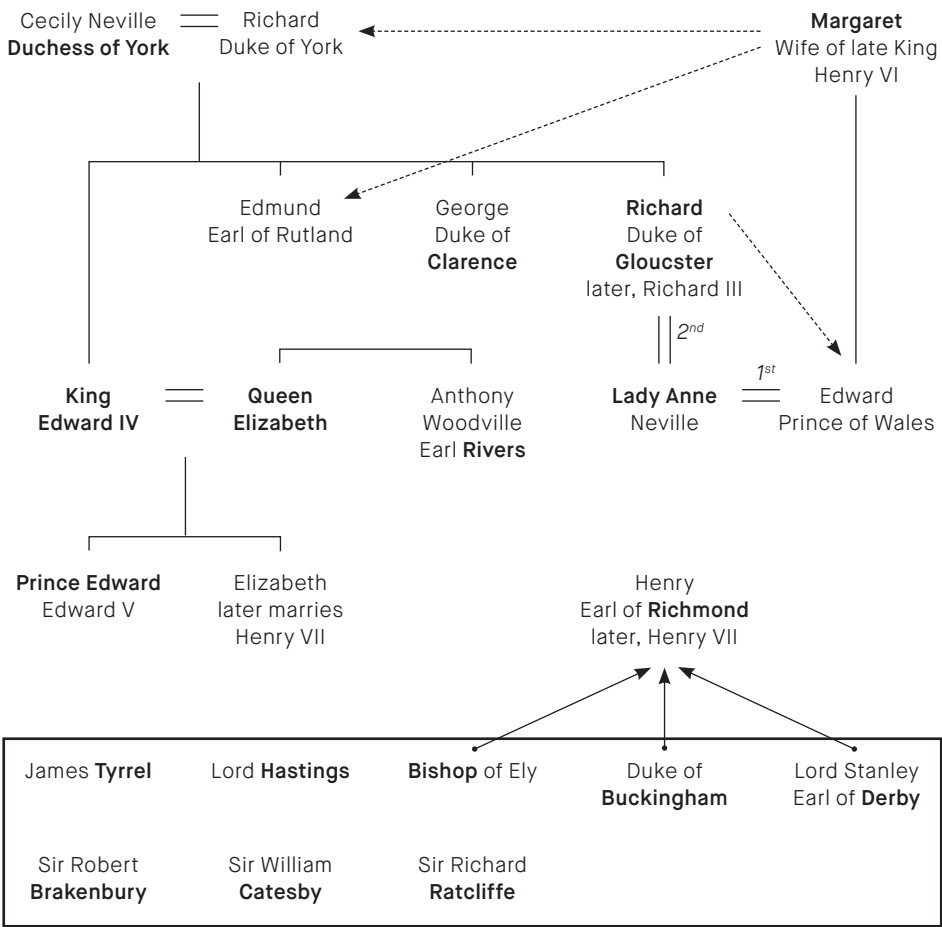 Cecily Neville
Duchess of York
Richard
Duke of York
Margaret
Wife of late King
Henry VI
Edmund
Earl of Rutland
George
Duke of
Clarence
Richard
Duke of
Gloucster
later, Richard III
2nd
1st
King
Edward IV
Queen
Elizabeth
Anthony
Woodville
Earl Rivers
Lady Anne
Neville
Edward
Prince of Wales
Prince Edward
Edward V
Elizabeth
later marries
Henry VII
Henry
Earl of Richmond
later, Henry VII
James Tyrrel
Lord Hastings
Bishop of Ely
Duke of
Buckingham
Lord Stanley
Earl of Derby
Sir Robert
Brakenbury
Sir William
Catesby
Sir Richard
Ratcliffe